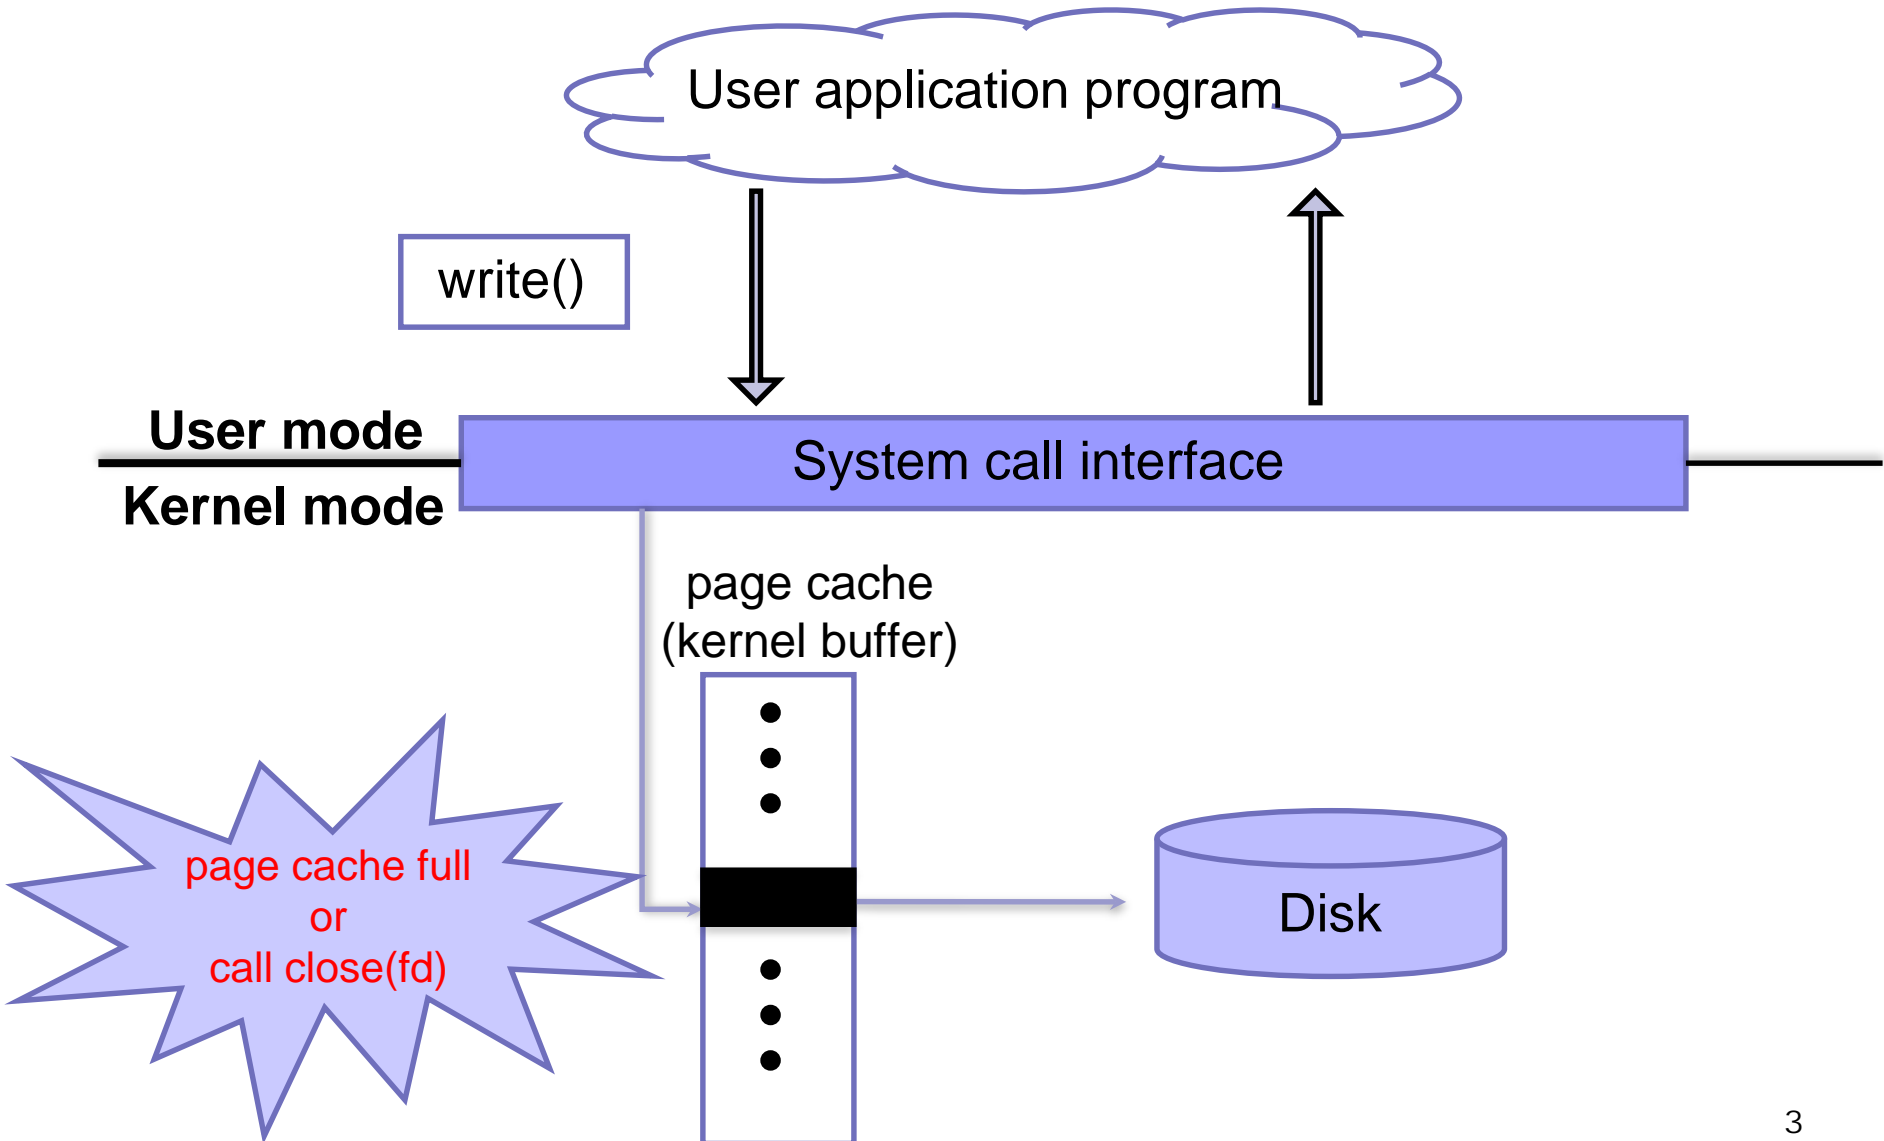 User application program
write()
User mode
System call interface
Kernel mode
page cache
(kernel buffer)
page cache full
or
call close(fd)
Disk
3